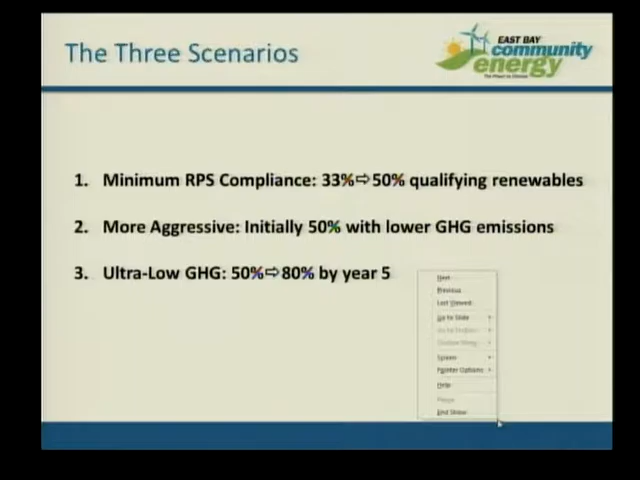 The Three Scenarios
EAST BAY
community
energy
1. Minimum RPS Compliance: 33%⇨50% qualifying renewables
2. More Aggressive: Initially 50% with lower GHG emissions
3. Ultra-Low GHG: 50%⇨80% by year 5
Next
Previous
Last Viewed
Go to Slide
Screen
Pointer Options
Help
Pause
End Show